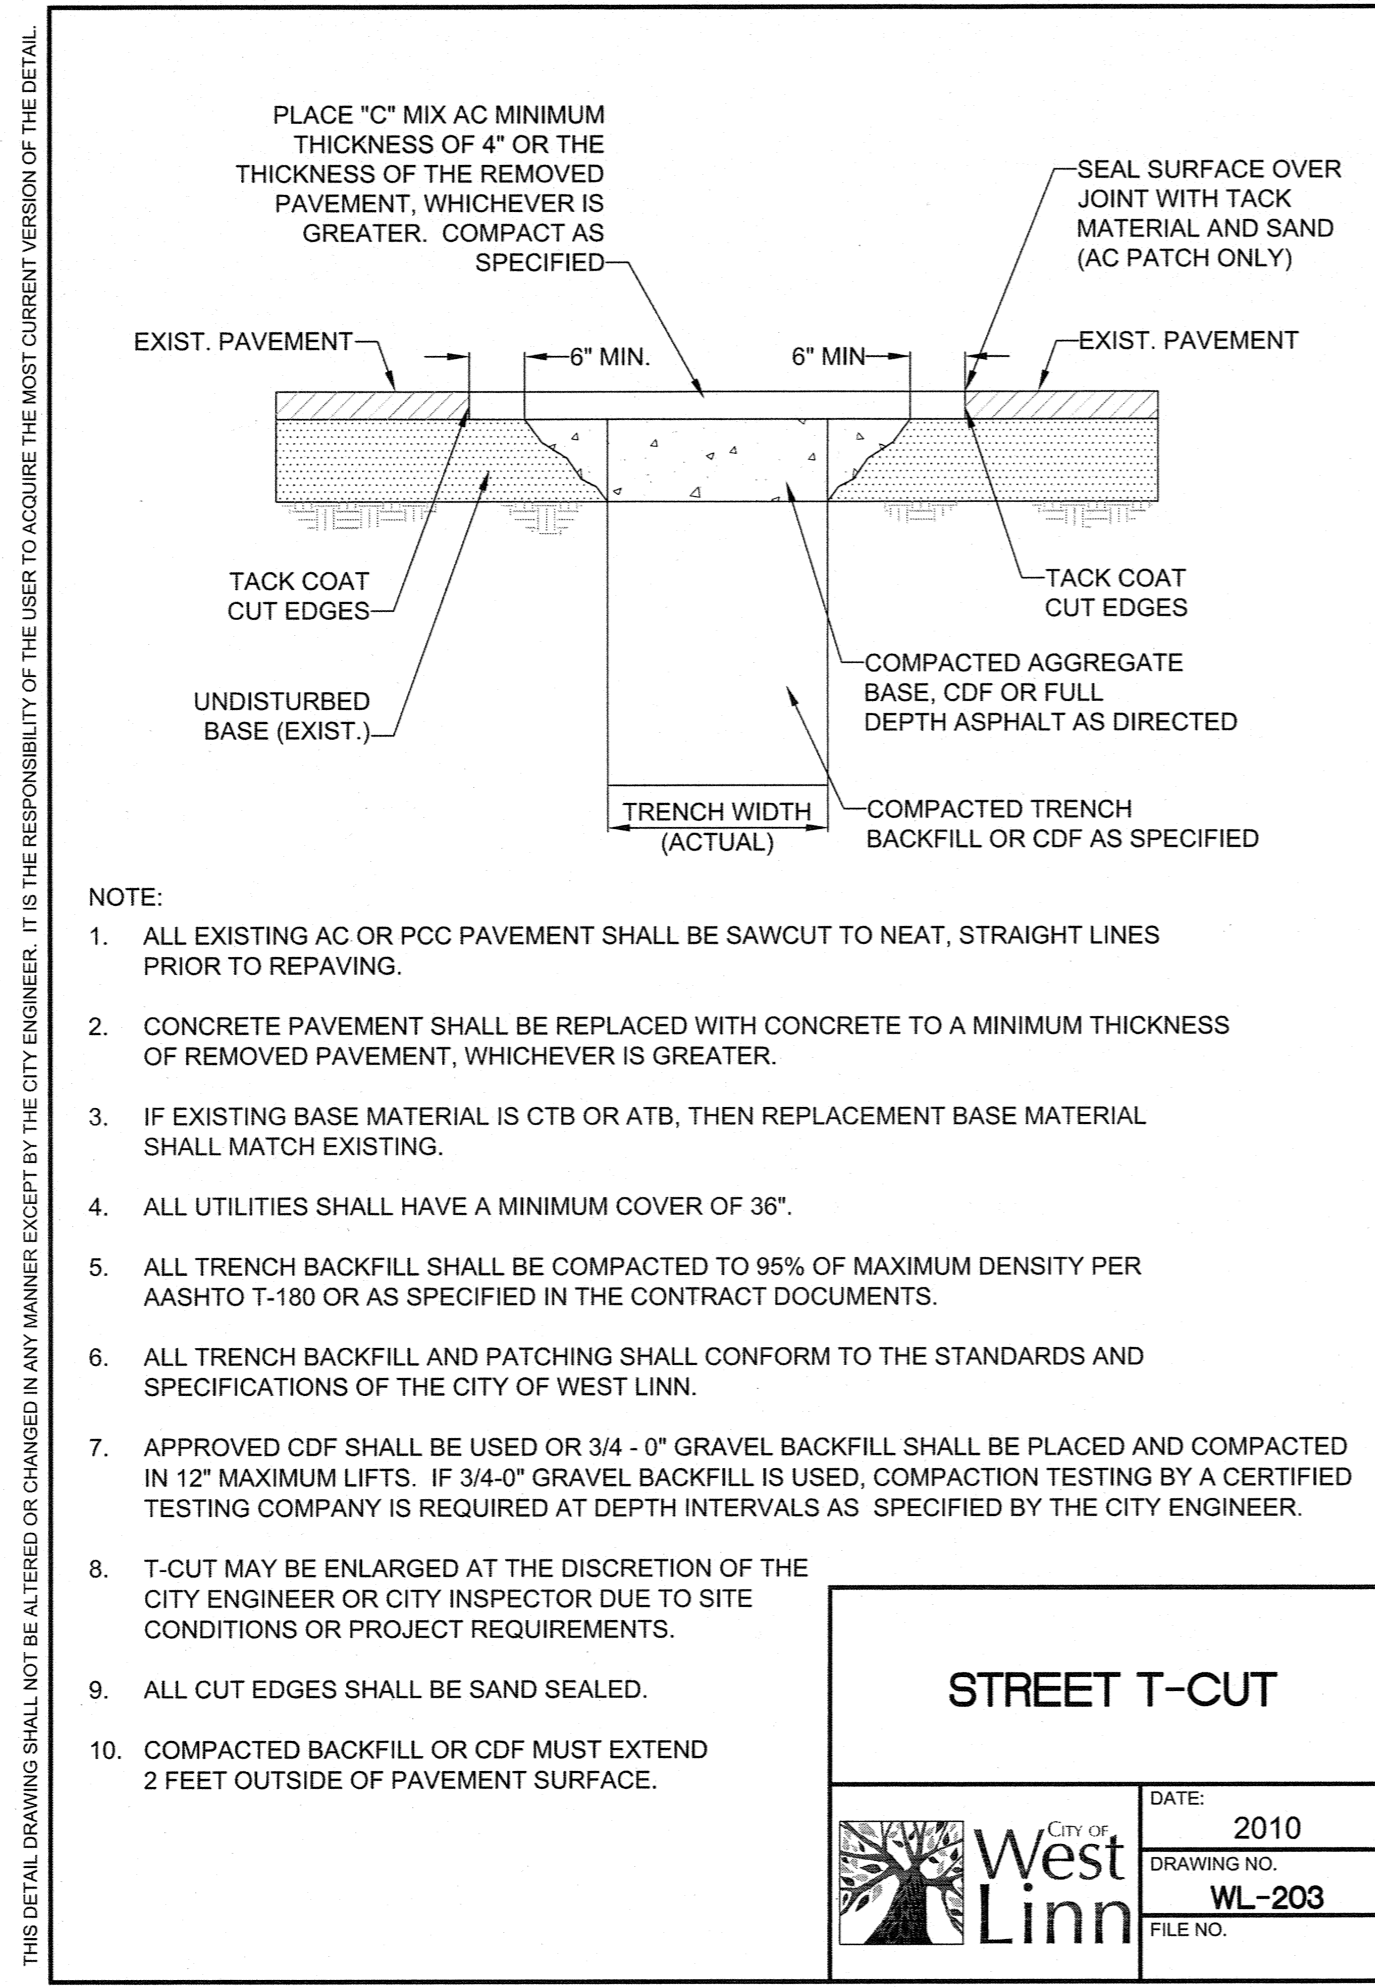 THIS DETAIL DRAWING SHALL NOT BE ALTERED OR CHANGED IN ANY MANNER EXCEPT BY THE CITY ENGINEER. IT IS THE RESPONSIBILITY OF THE USER TO ACQUIRE THE MOST CURRENT VERSION OF THE DETAIL.
PLACE "C" MIX AC MINIMUM
THICKNESS OF 4" OR THE
THICKNESS OF THE REMOVED
PAVEMENT, WHICHEVER IS
GREATER. COMPACT AS
SPECIFIED
SEAL SURFACE OVER
JOINT WITH TACK
MATERIAL AND SAND
(AC PATCH ONLY)
EXIST. PAVEMENT
6" MIN.
6" MIN
EXIST. PAVEMENT
TACK COAT
CUT EDGES
TACK COAT
CUT EDGES
UNDISTURBED
BASE (EXIST.)
COMPACTED AGGREGATE
BASE, CDF OR FULL
DEPTH ASPHALT AS DIRECTED
TRENCH WIDTH
(ACTUAL)
COMPACTED TRENCH
BACKFILL OR CDF AS SPECIFIED
NOTE:
1. ALL EXISTING AC OR PCC PAVEMENT SHALL BE SAWCUT TO NEAT, STRAIGHT LINES
PRIOR TO REPAVING.
2. CONCRETE PAVEMENT SHALL BE REPLACED WITH CONCRETE TO A MINIMUM THICKNESS
OF REMOVED PAVEMENT, WHICHEVER IS GREATER.
3. IF EXISTING BASE MATERIAL IS CTB OR ATB, THEN REPLACEMENT BASE MATERIAL
SHALL MATCH EXISTING.
4. ALL UTILITIES SHALL HAVE A MINIMUM COVER OF 36".
5. ALL TRENCH BACKFILL SHALL BE COMPACTED TO 95% OF MAXIMUM DENSITY PER
AASHTO T-180 OR AS SPECIFIED IN THE CONTRACT DOCUMENTS.
6. ALL TRENCH BACKFILL AND PATCHING SHALL CONFORM TO THE STANDARDS AND
SPECIFICATIONS OF THE CITY OF WEST LINN.
7. APPROVED CDF SHALL BE USED OR 3/4 - 0" GRAVEL BACKFILL SHALL BE PLACED AND COMPACTED
IN 12" MAXIMUM LIFTS. IF 3/4-0" GRAVEL BACKFILL IS USED, COMPACTION TESTING BY A CERTIFIED
TESTING COMPANY IS REQUIRED AT DEPTH INTERVALS AS SPECIFIED BY THE CITY ENGINEER.
8. T-CUT MAY BE ENLARGED AT THE DISCRETION OF THE
CITY ENGINEER OR CITY INSPECTOR DUE TO SITE
CONDITIONS OR PROJECT REQUIREMENTS.
9. ALL CUT EDGES SHALL BE SAND SEALED.
10. COMPACTED BACKFILL OR CDF MUST EXTEND
2 FEET OUTSIDE OF PAVEMENT SURFACE.
STREET T-CUT
CITY OF
West
Linn
DATE:
2010
DRAWING NO.
WL-203
FILE NO.